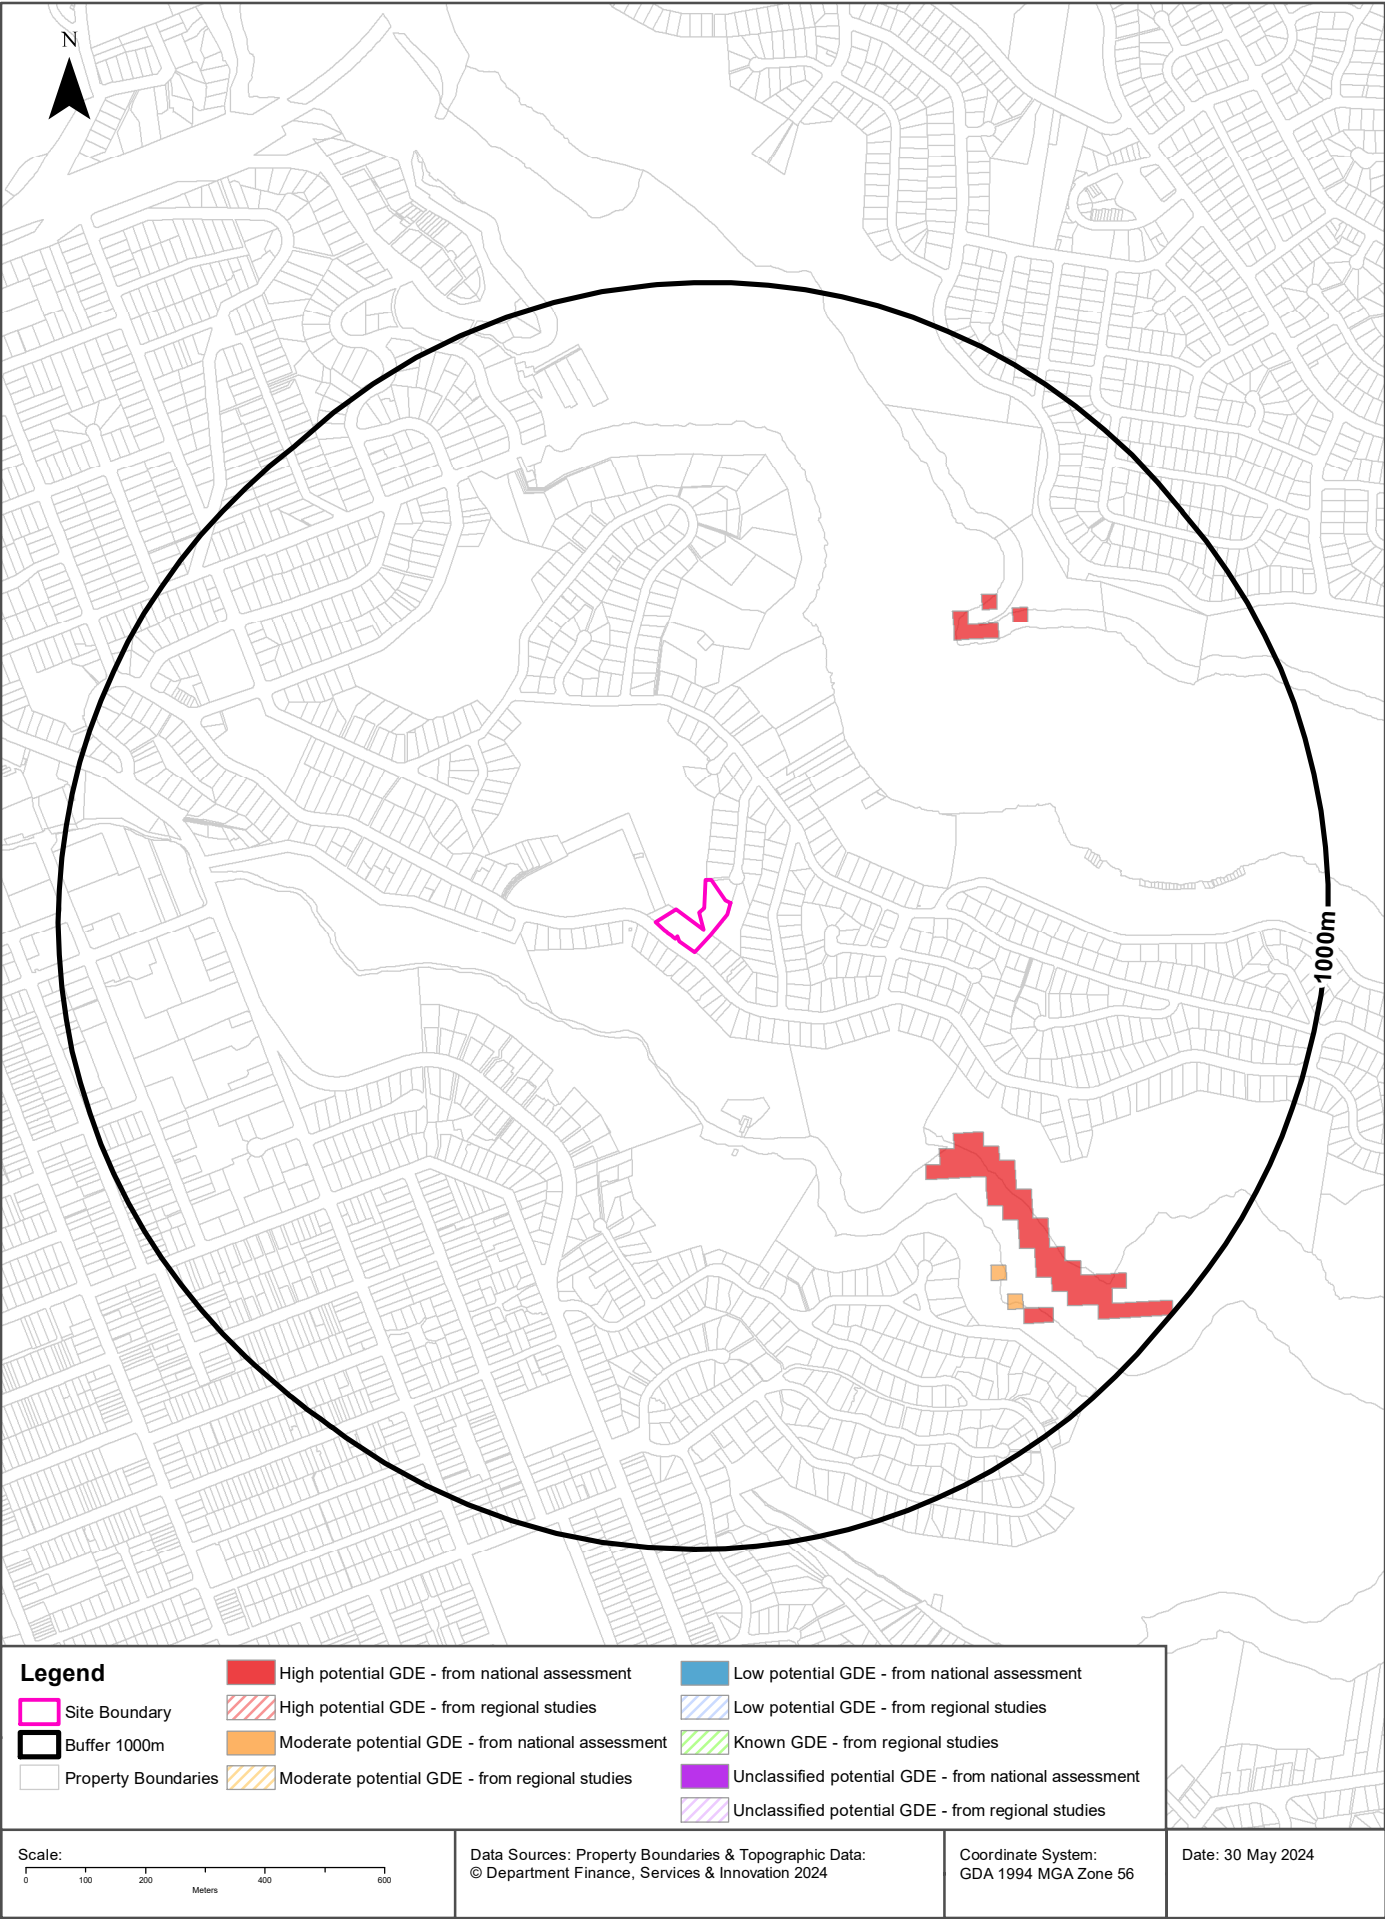 N
1000m
Legend
Site Boundary
Buffer 1000m
Property Boundaries
High potential GDE - from national assessment
High potential GDE - from regional studies
Moderate potential GDE - from national assessment
Moderate potential GDE - from regional studies
Low potential GDE - from national assessment
Low potential GDE - from regional studies
Known GDE - from regional studies
Unclassified potential GDE - from national assessment
Unclassified potential GDE - from regional studies
Scale:
0 100 200 400 600
Meters
Data Sources: Property Boundaries & Topographic Data:
© Department Finance, Services & Innovation 2024
Coordinate System:
GDA 1994 MGA Zone 56
Date: 30 May 2024